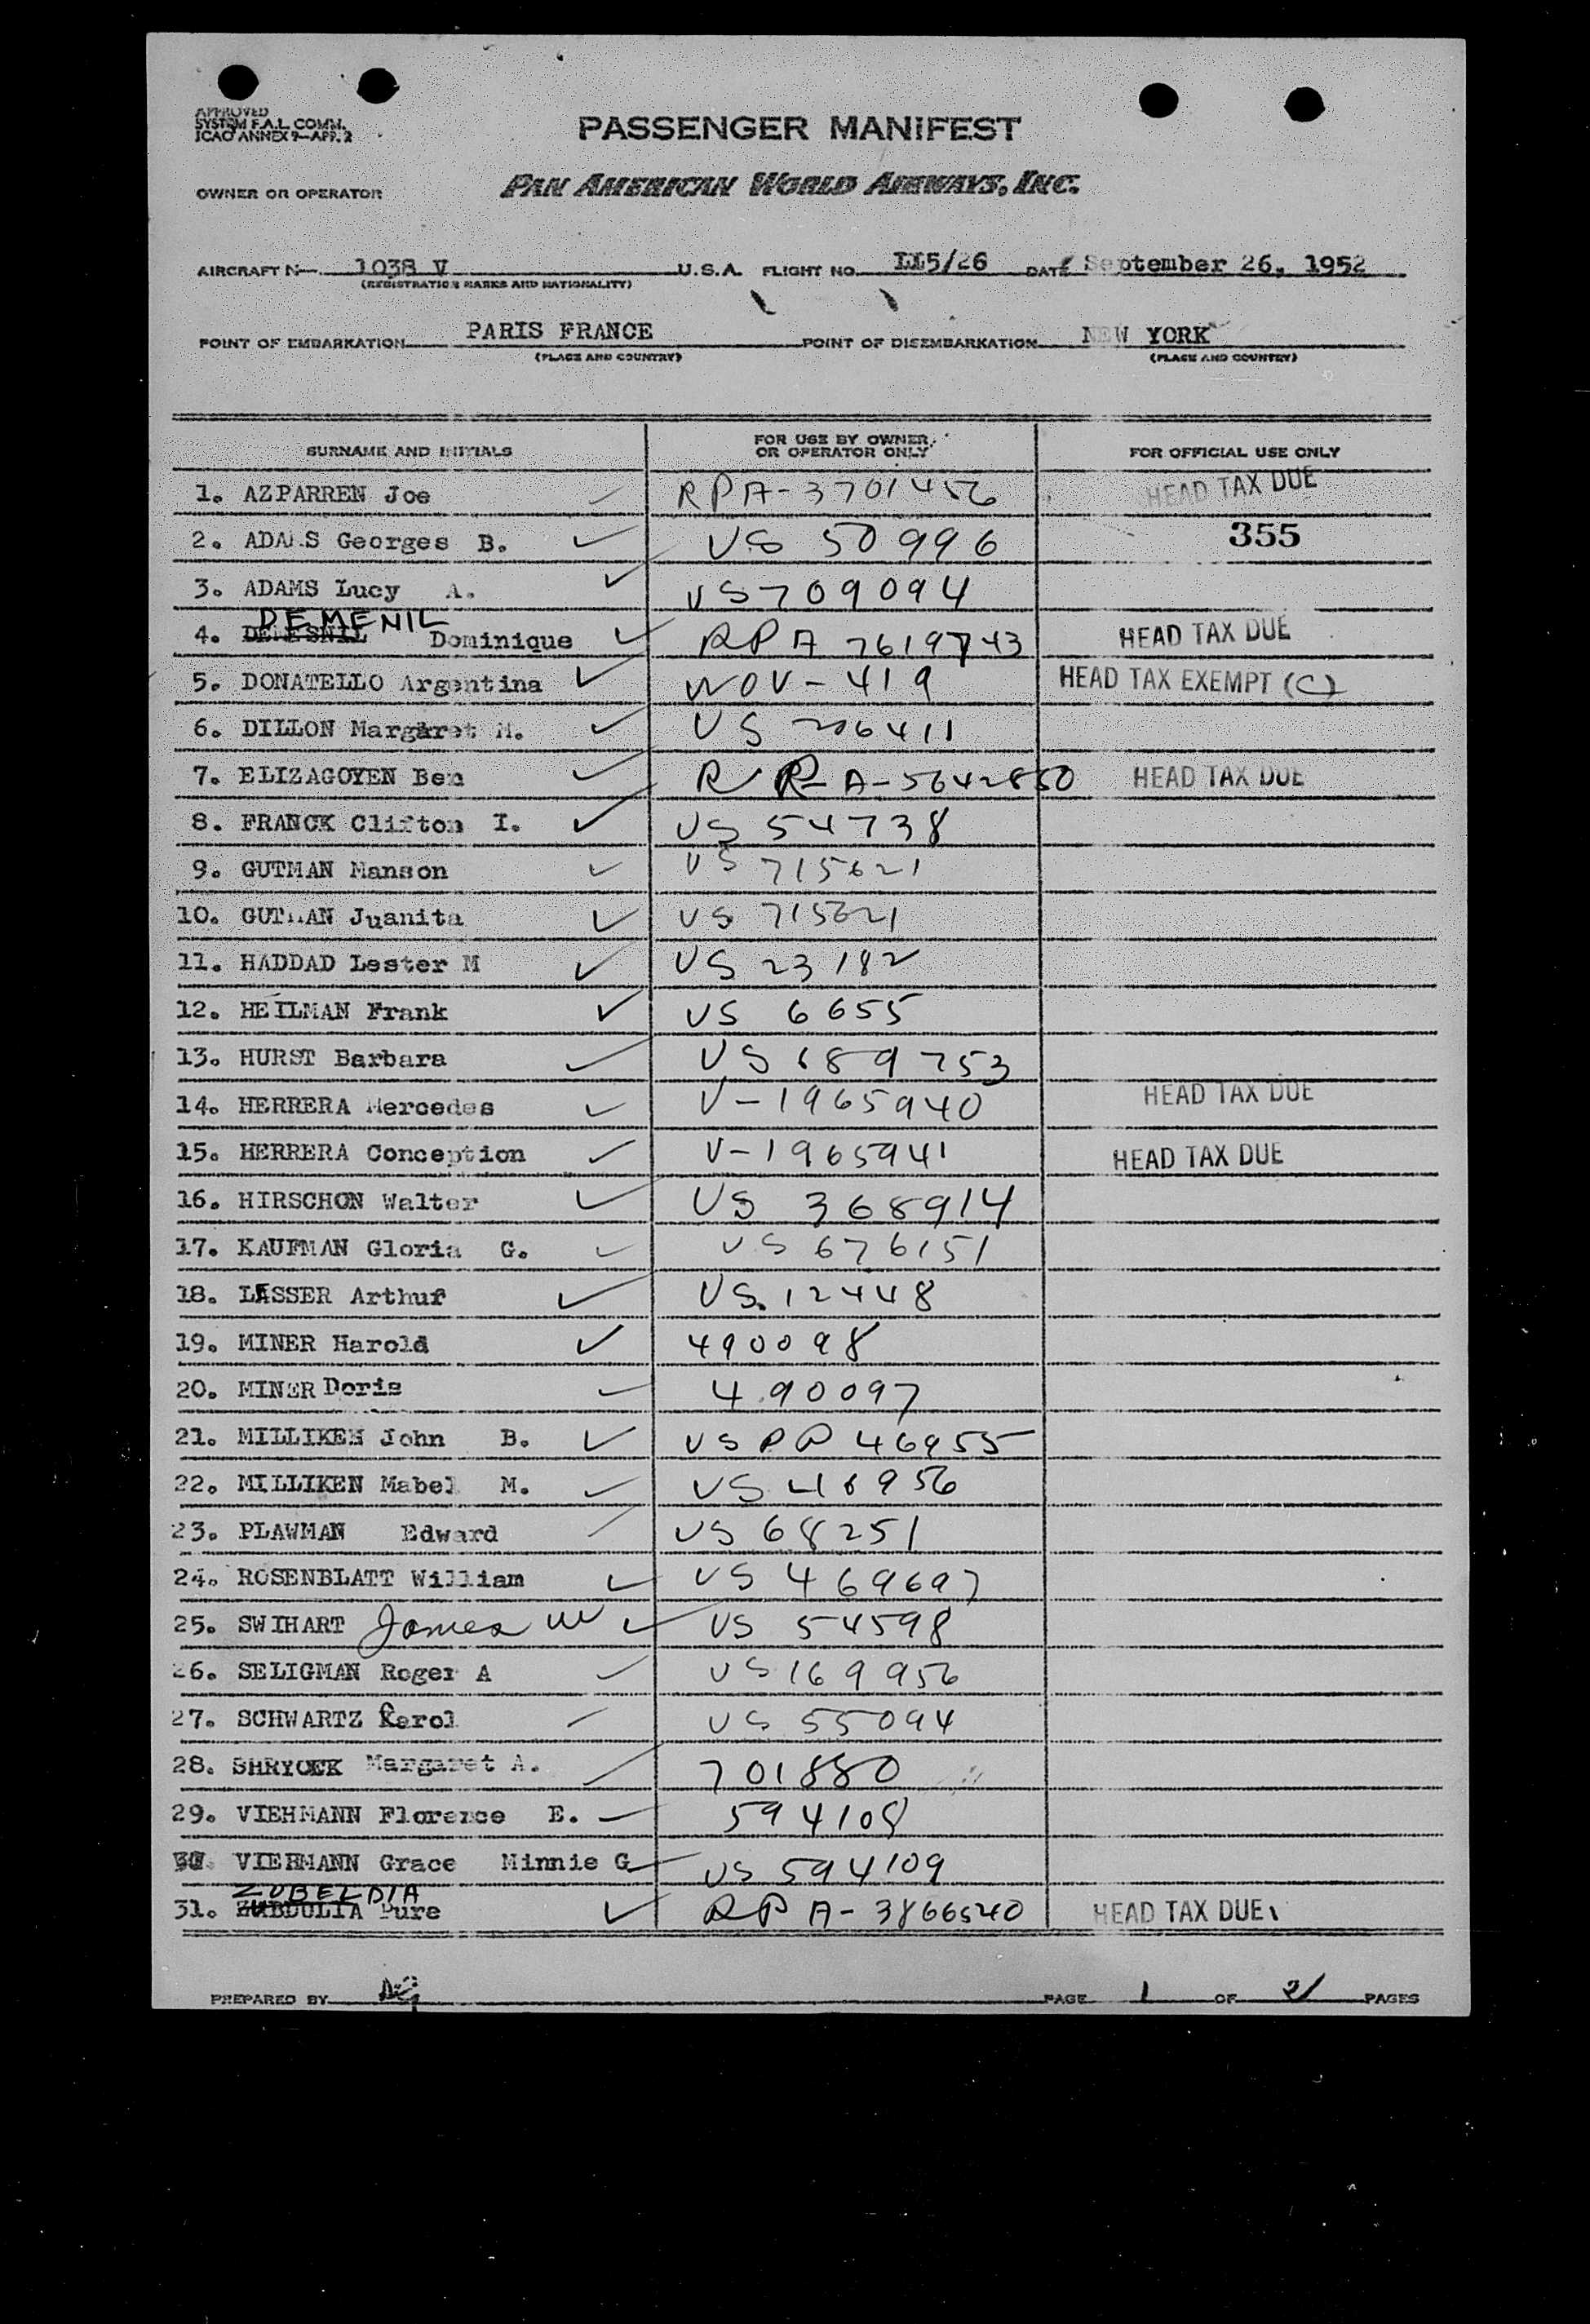 APPROVED
SYSTEM F.A.L. COMM.
ICAO ANNEX 9—APP. 2
PASSENGER MANIFEST
OWNER OR OPERATOR PAN AMERICAN WORLD AIRWAYS, INC.
AIRCRAFT N— 1038 V U.S.A. FLIGHT NO. 115/26 DATE September 26, 1952
(REGISTRATION MARKS AND NATIONALITY)
POINT OF EMBARKATION PARIS FRANCE POINT OF DISEMBARKATION NEW YORK
(PLACE AND COUNTRY) (PLACE AND COUNTRY)
SURNAME AND INITIALS FOR USE BY OWNER OR OPERATOR ONLY FOR OFFICIAL USE ONLY
1. AZPARREN Joe RPA-3701456 HEAD TAX DUE
2. ADAMS Georges B. US 50996 355
3. ADAMS Lucy A. US 709094
DEMENIL
4. Dominique RPA 7619743 HEAD TAX DUE
5. DONATELLO Argentina WOV-419 HEAD TAX EXEMPT (C)
6. DILLON Margaret M. US 206411
7. ELIZAGOYEN Ben R R-A-5642850 HEAD TAX DUE
8. FRANCK Clifton I. US 54738
9. GUTMAN Manson US 715621
10. GUTMAN Juanita US 715621
11. HADDAD Lester M US 23182
12. HEILMAN Frank US 6655
13. HURST Barbara US 689753
14. HERRERA Mercedes V-1965940 HEAD TAX DUE
15. HERRERA Conception V-1965941 HEAD TAX DUE
16. HIRSCHON Walter US 368914
17. KAUFMAN Gloria G. US 676151
18. LESSER Arthur US. 12448
19. MINER Harold 490098
20. MINER Doris 490097
21. MILLIKEN John B. US PP 46955
22. MILLIKEN Mabel M. US 46956
23. PLAWMAN Edward US 68251
24. ROSENBLATT William US 469697
25. SWIHART James W US 54598
26. SELIGMAN Roger A US 169956
27. SCHWARTZ Karol US 55094
28. SHRYOCK Margaret A. 701880
29. VIEHMANN Florence E. 594108
30. VIEHMANN Grace Minnie G US 594109
ZUBELDIA
31. Pure RPA-3866540 HEAD TAX DUE
PREPARED BY PAGE 1 OF 2 PAGES